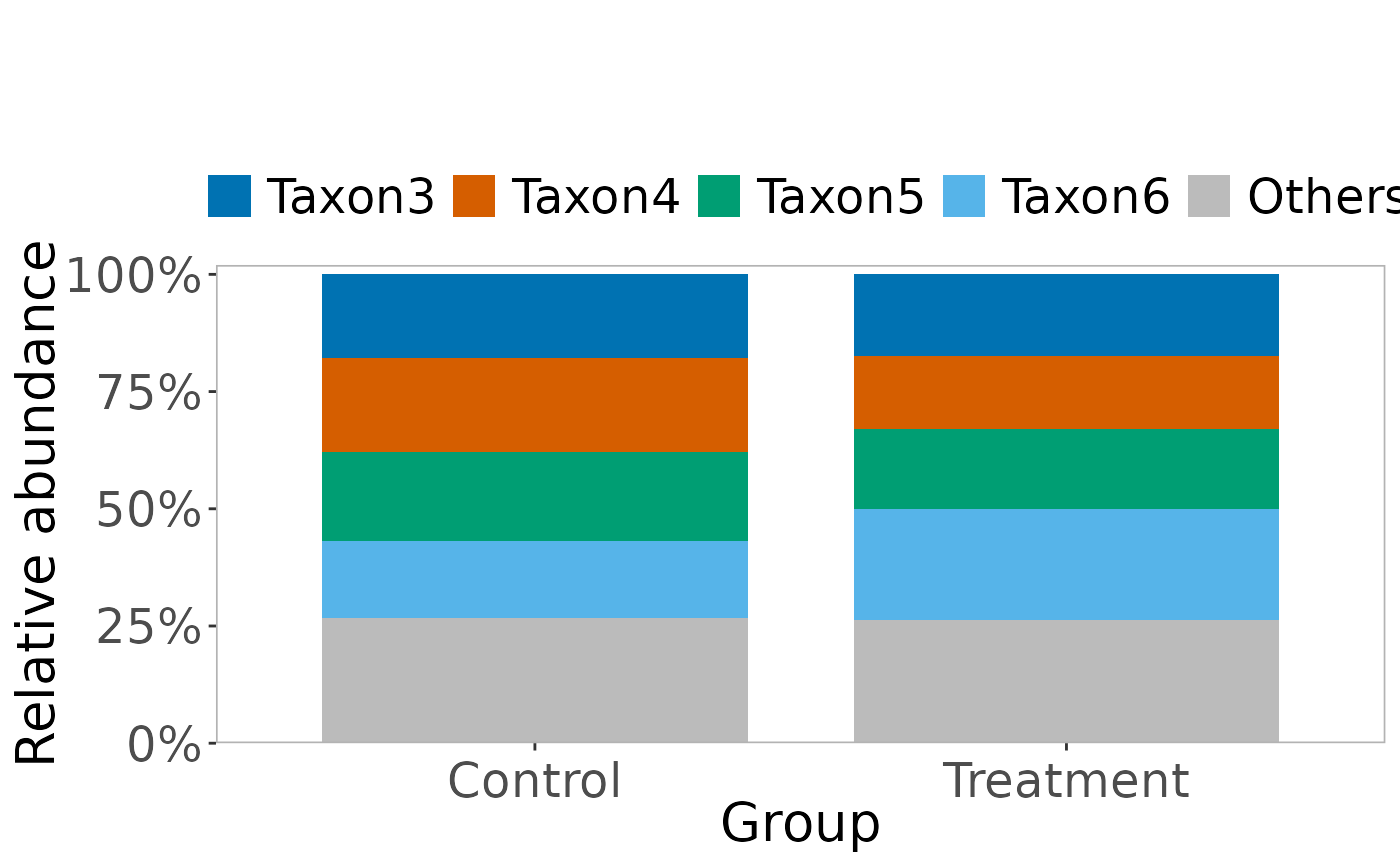 Taxon3 Taxon4 Taxon5 Taxon6 Others
Relative abundance
100%
75%
50%
25%
0%
Control Treatment
Group